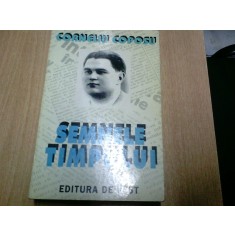 CORNELIU COPOSU
SEMNELE
TIMPULUI
EDITURA DE VEST